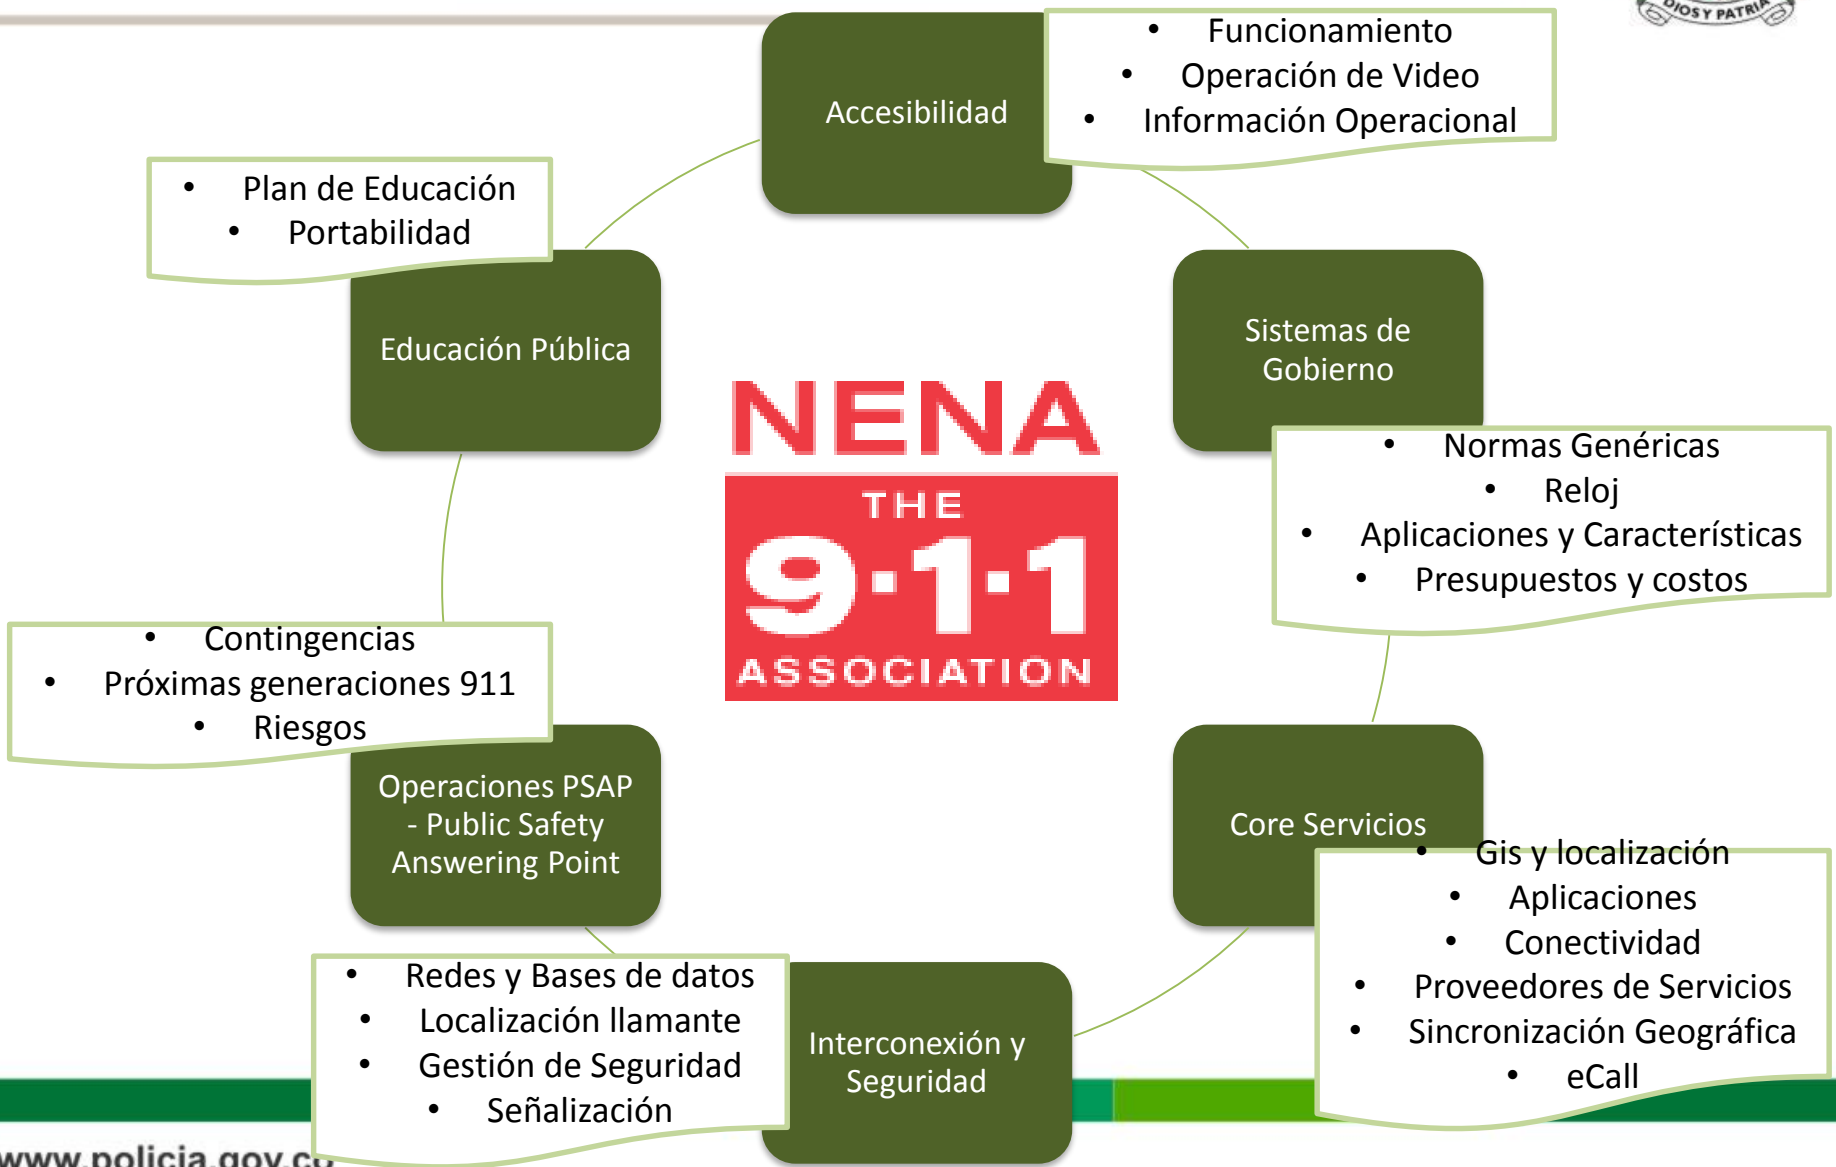 DIOS Y PATRIA
Accesibilidad
• Funcionamiento
• Operación de Video
• Información Operacional
• Plan de Educación
• Portabilidad
Educación Pública
Sistemas de
Gobierno
• Normas Genéricas
• Reloj
• Aplicaciones y Características
• Presupuestos y costos
NENA
THE
9·1·1
ASSOCIATION
• Contingencias
• Próximas generaciones 911
• Riesgos
Operaciones PSAP
- Public Safety
Answering Point
Core Servicios
• Gis y localización
• Aplicaciones
• Conectividad
• Proveedores de Servicios
• Sincronización Geográfica
• eCall
• Redes y Bases de datos
• Localización llamante
• Gestión de Seguridad
• Señalización
Interconexión y
Seguridad
www.policia.gov.co